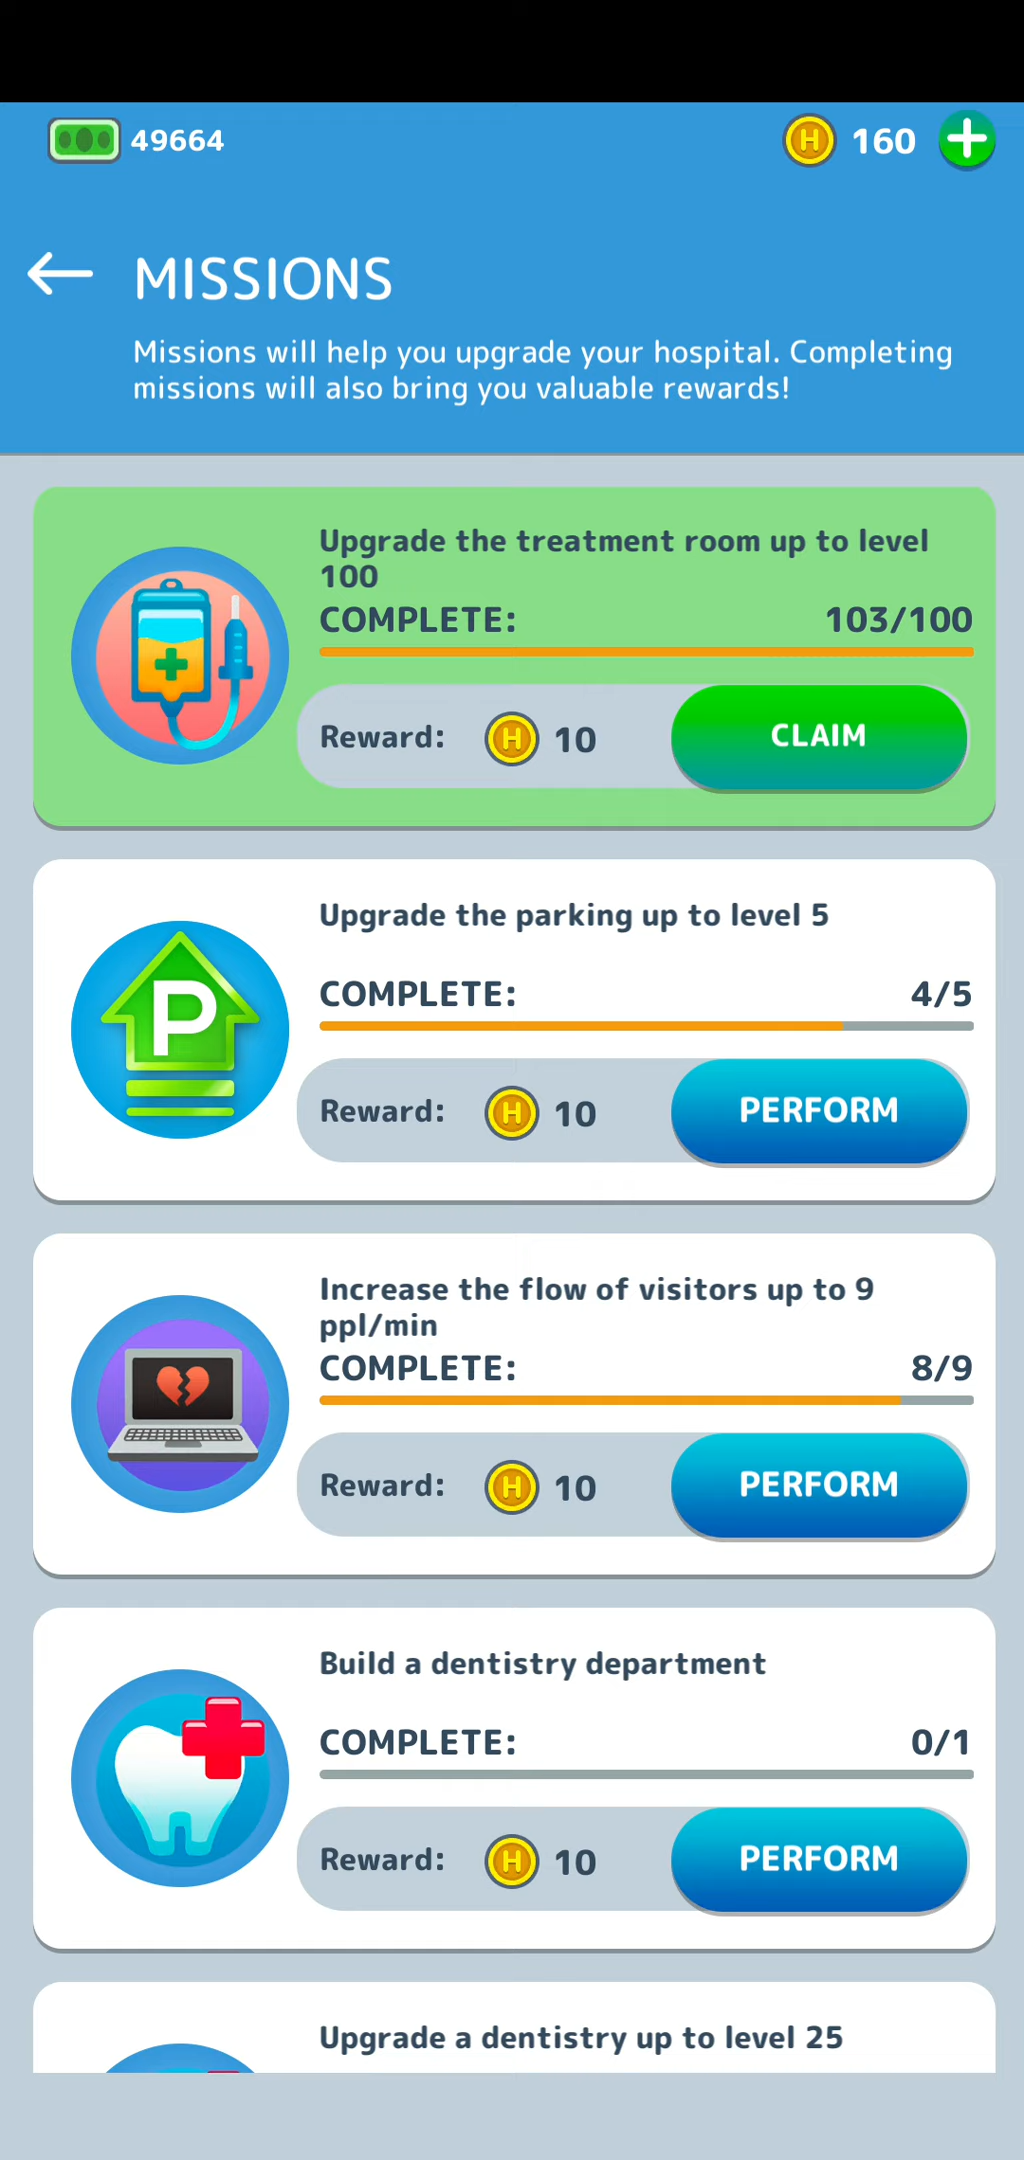 49664
H 160
MISSIONS
Missions will help you upgrade your hospital. Completing
missions will also bring you valuable rewards!
Upgrade the treatment room up to level
100
COMPLETE: 103/100
Reward: H 10 CLAIM
Upgrade the parking up to level 5
P
COMPLETE: 4/5
Reward: H 10 PERFORM
Increase the flow of visitors up to 9
ppl/min
COMPLETE: 8/9
Reward: H 10 PERFORM
Build a dentistry department
COMPLETE: 0/1
Reward: H 10 PERFORM
Upgrade a dentistry up to level 25